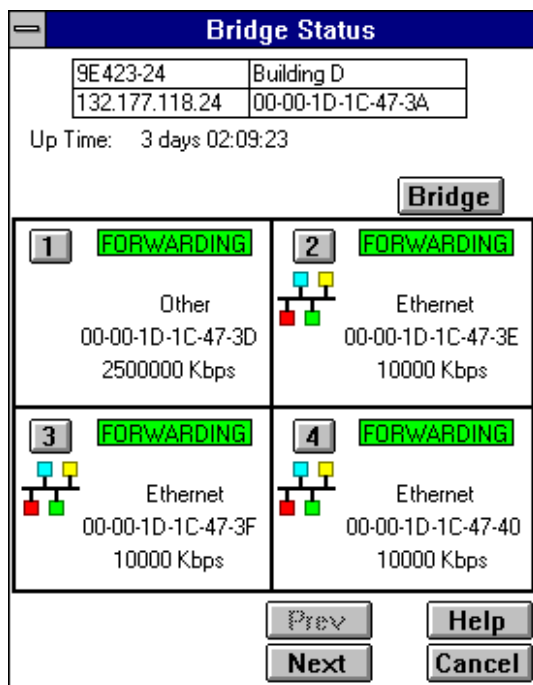 Bridge Status
9E423-24 Building D
132.177.118.24 00-00-1D-1C-47-3A
Up Time: 3 days 02:09:23
Bridge
1 FORWARDING
Other
00-00-1D-1C-47-3D
2500000 Kbps
2 FORWARDING
Ethernet
00-00-1D-1C-47-3E
10000 Kbps
3 FORWARDING
Ethernet
00-00-1D-1C-47-3F
10000 Kbps
4 FORWARDING
Ethernet
00-00-1D-1C-47-40
10000 Kbps
Prev Help
Next Cancel